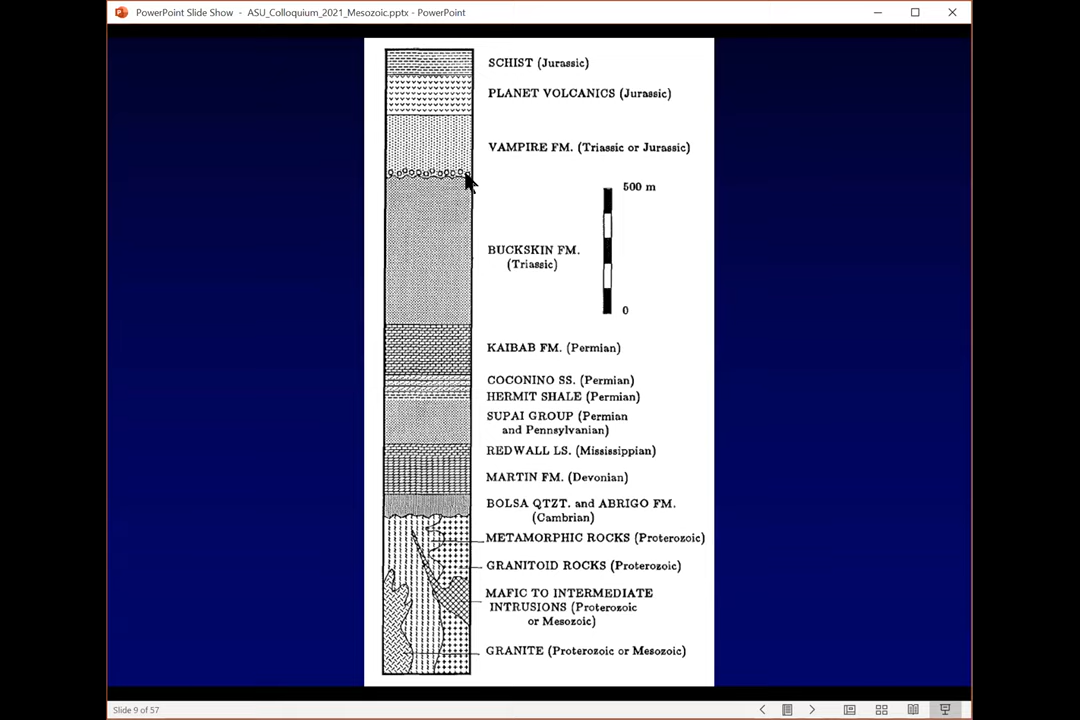 PowerPoint Slide Show - ASU_Colloquium_2021_Mesozoic.pptx - PowerPoint
SCHIST (Jurassic)
PLANET VOLCANICS (Jurassic)
VAMPIRE FM. (Triassic or Jurassic)
500 m
BUCKSKIN FM.
(Triassic)
0
KAIBAB FM. (Permian)
COCONINO SS. (Permian)
HERMIT SHALE (Permian)
SUPAI GROUP (Permian
and Pennsylvanian)
REDWALL LS. (Mississippian)
MARTIN FM. (Devonian)
BOLSA QTZT. and ABRIGO FM.
(Cambrian)
METAMORPHIC ROCKS (Proterozoic)
GRANITOID ROCKS (Proterozoic)
MAFIC TO INTERMEDIATE
INTRUSIONS (Proterozoic
or Mesozoic)
GRANITE (Proterozoic or Mesozoic)
Slide 9 of 57